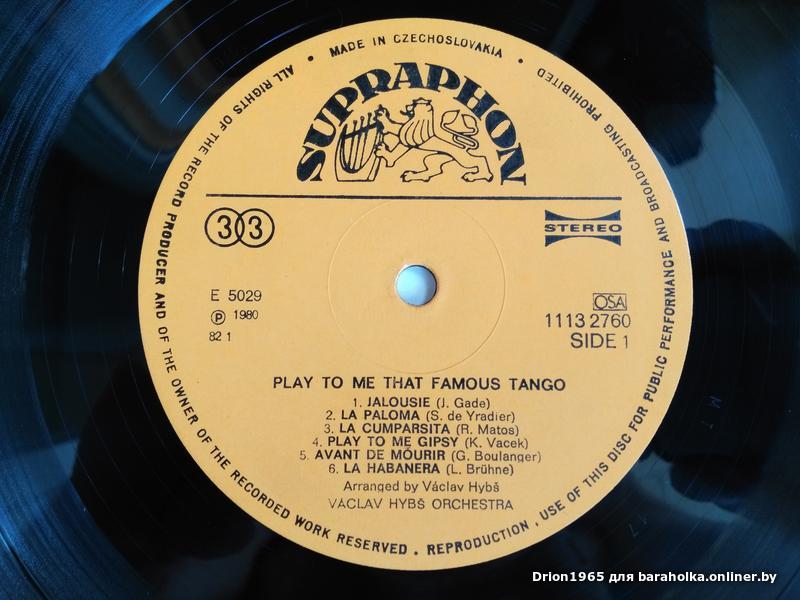 ALL RIGHTS OF THE RECORD PRODUCER AND OF THE OWNER OF THE RECORDED WORK RESERVED . REPRODUCTION , USE OF THIS DISC FOR PUBLIC PERFORMANCE AND BROADCASTING PROHIBITED
• MADE IN CZECHOSLOVAKIA •
SUPRAPHON
33
STEREO
E 5029
Ⓟ 1980
82 1
OSA
1113 2760
SIDE 1
PLAY TO ME THAT FAMOUS TANGO
1. JALOUSIE (J. Gade)
2. LA PALOMA (S. de Yradier)
3. LA CUMPARSITA (R. Matos)
4. PLAY TO ME GIPSY (K. Vacek)
5. AVANT DE MOURIR (G. Boulanger)
6. LA HABANERA (L. Brühne)
Arranged by Václav Hybš
VÁCLAV HYBŠ ORCHESTRA
Drion1965 для baraholka.onliner.by